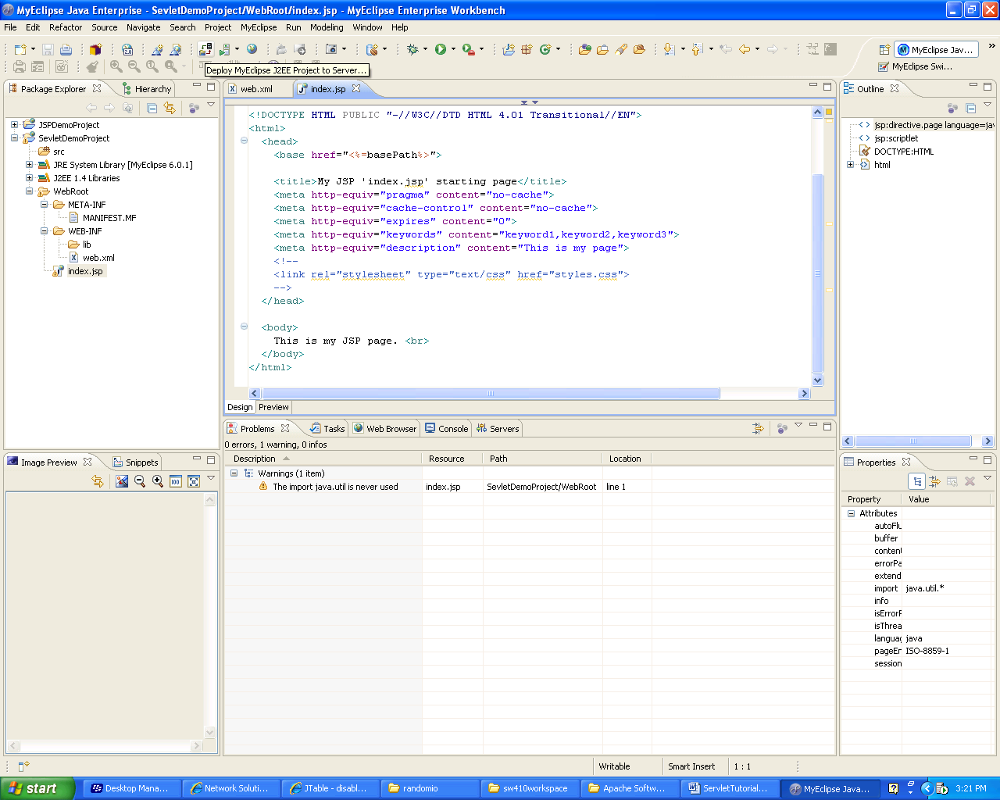 MyEclipse Java Enterprise - SevletDemoProject/WebRoot/index.jsp - MyEclipse Enterprise Workbench
File Edit Refactor Source Navigate Search Project MyEclipse Run Modeling Window Help
MyEclipse Java...
Deploy MyEclipse J2EE Project to Server...
MyEclipse Swi...
Package Explorer Hierarchy
JSPDemoProject
SevletDemoProject
src
JRE System Library [MyEclipse 6.0.1]
J2EE 1.4 Libraries
WebRoot
META-INF
MANIFEST.MF
WEB-INF
lib
web.xml
index.jsp
web.xml index.jsp
<!DOCTYPE HTML PUBLIC "-//W3C//DTD HTML 4.01 Transitional//EN">
<html>
<head>
<base href="<%=basePath%>">
<title>My JSP 'index.jsp' starting page</title>
<meta http-equiv="pragma" content="no-cache">
<meta http-equiv="cache-control" content="no-cache">
<meta http-equiv="expires" content="0">
<meta http-equiv="keywords" content="keyword1,keyword2,keyword3">
<meta http-equiv="description" content="This is my page">
<!--
<link rel="stylesheet" type="text/css" href="styles.css">
-->
</head>
<body>
This is my JSP page. <br>
</body>
</html>
Design Preview
Outline
jsp:directive.page language=jav
jsp:scriptlet
DOCTYPE:HTML
html
Problems Tasks Web Browser Console Servers
0 errors, 1 warning, 0 infos
Description Resource Path Location
Warnings (1 item)
The import java.util is never used index.jsp SevletDemoProject/WebRoot line 1
Image Preview Snippets
100
Properties
Property Value
Attributes
autoFlu
buffer
content
errorPa
extend
import java.util.*
info
isErrorP
isThrea
languag java
pageEn ISO-8859-1
session
Writable Smart Insert 1 : 1
start Desktop Mana... Network Soluti... JTable - disabl... randomio sw410workspace Apache Softw... ServletTutorial... MyEclipse Java... 3:21 PM